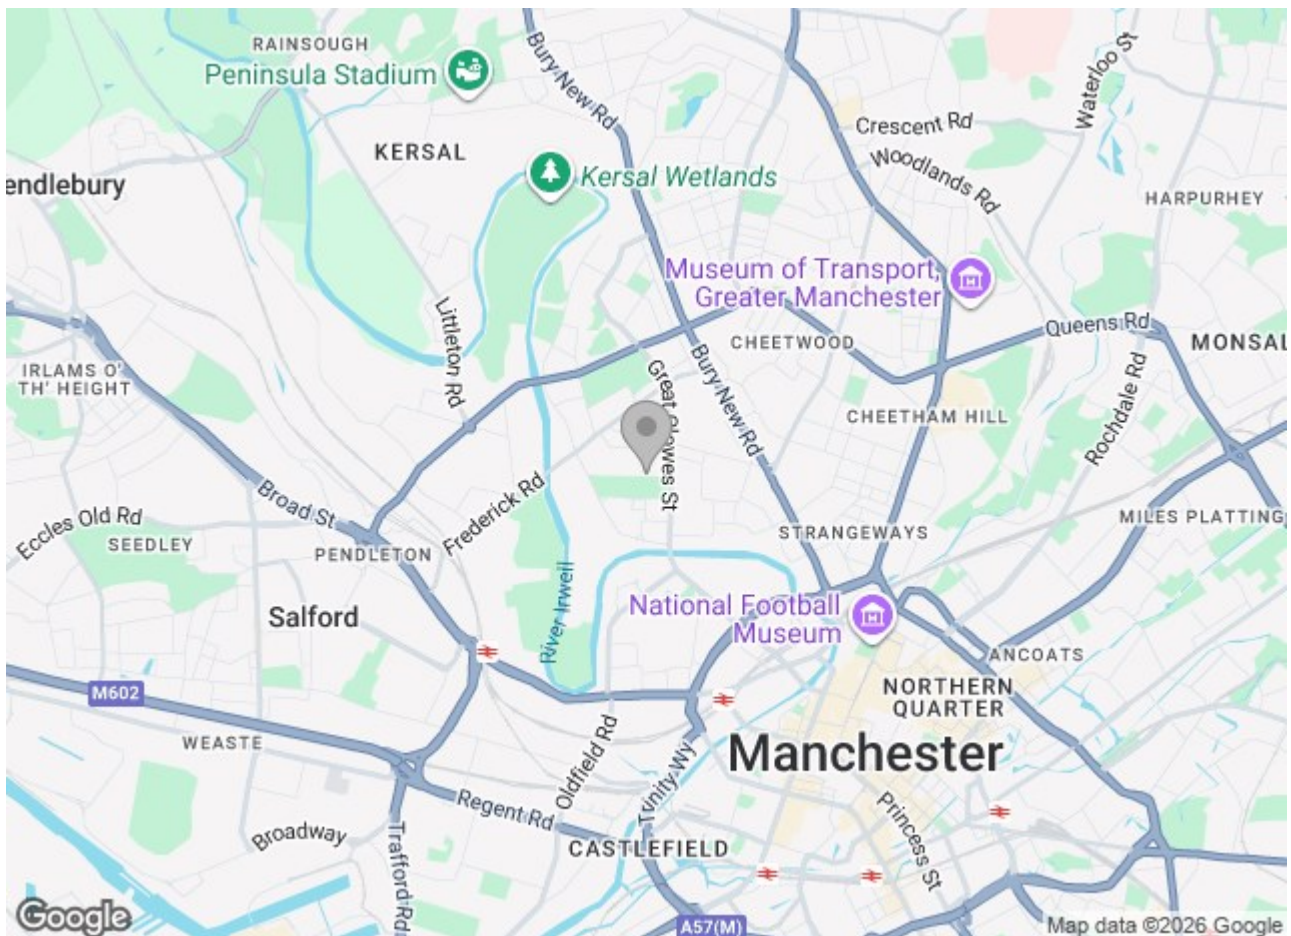 RAINSOUGH
Peninsula Stadium
Bury New Rd
Waterloo St
KERSAL
Crescent Rd
Woodlands Rd
endlebury
Kersal Wetlands
HARPURHEY
Museum of Transport,
Greater Manchester
Littleton Rd
Queens Rd
CHEETWOOD
MONSAL
IRLAMS O'
TH' HEIGHT
Great Clowes St
Bury New Rd
Rochdale Rd
CHEETHAM HILL
Broad St
Frederick Rd
Eccles Old Rd
SEEDLEY
PENDLETON
STRANGEWAYS
MILES PLATTING
River Irwell
Salford
National Football
Museum
ANCOATS
M602
NORTHERN
QUARTER
WEASTE
Oldfield Rd
Trinity Wy
Manchester
Regent Rd
Princess St
Broadway
Trafford Rd
CASTLEFIELD
A57(M)
Google
Map data ©2026 Google